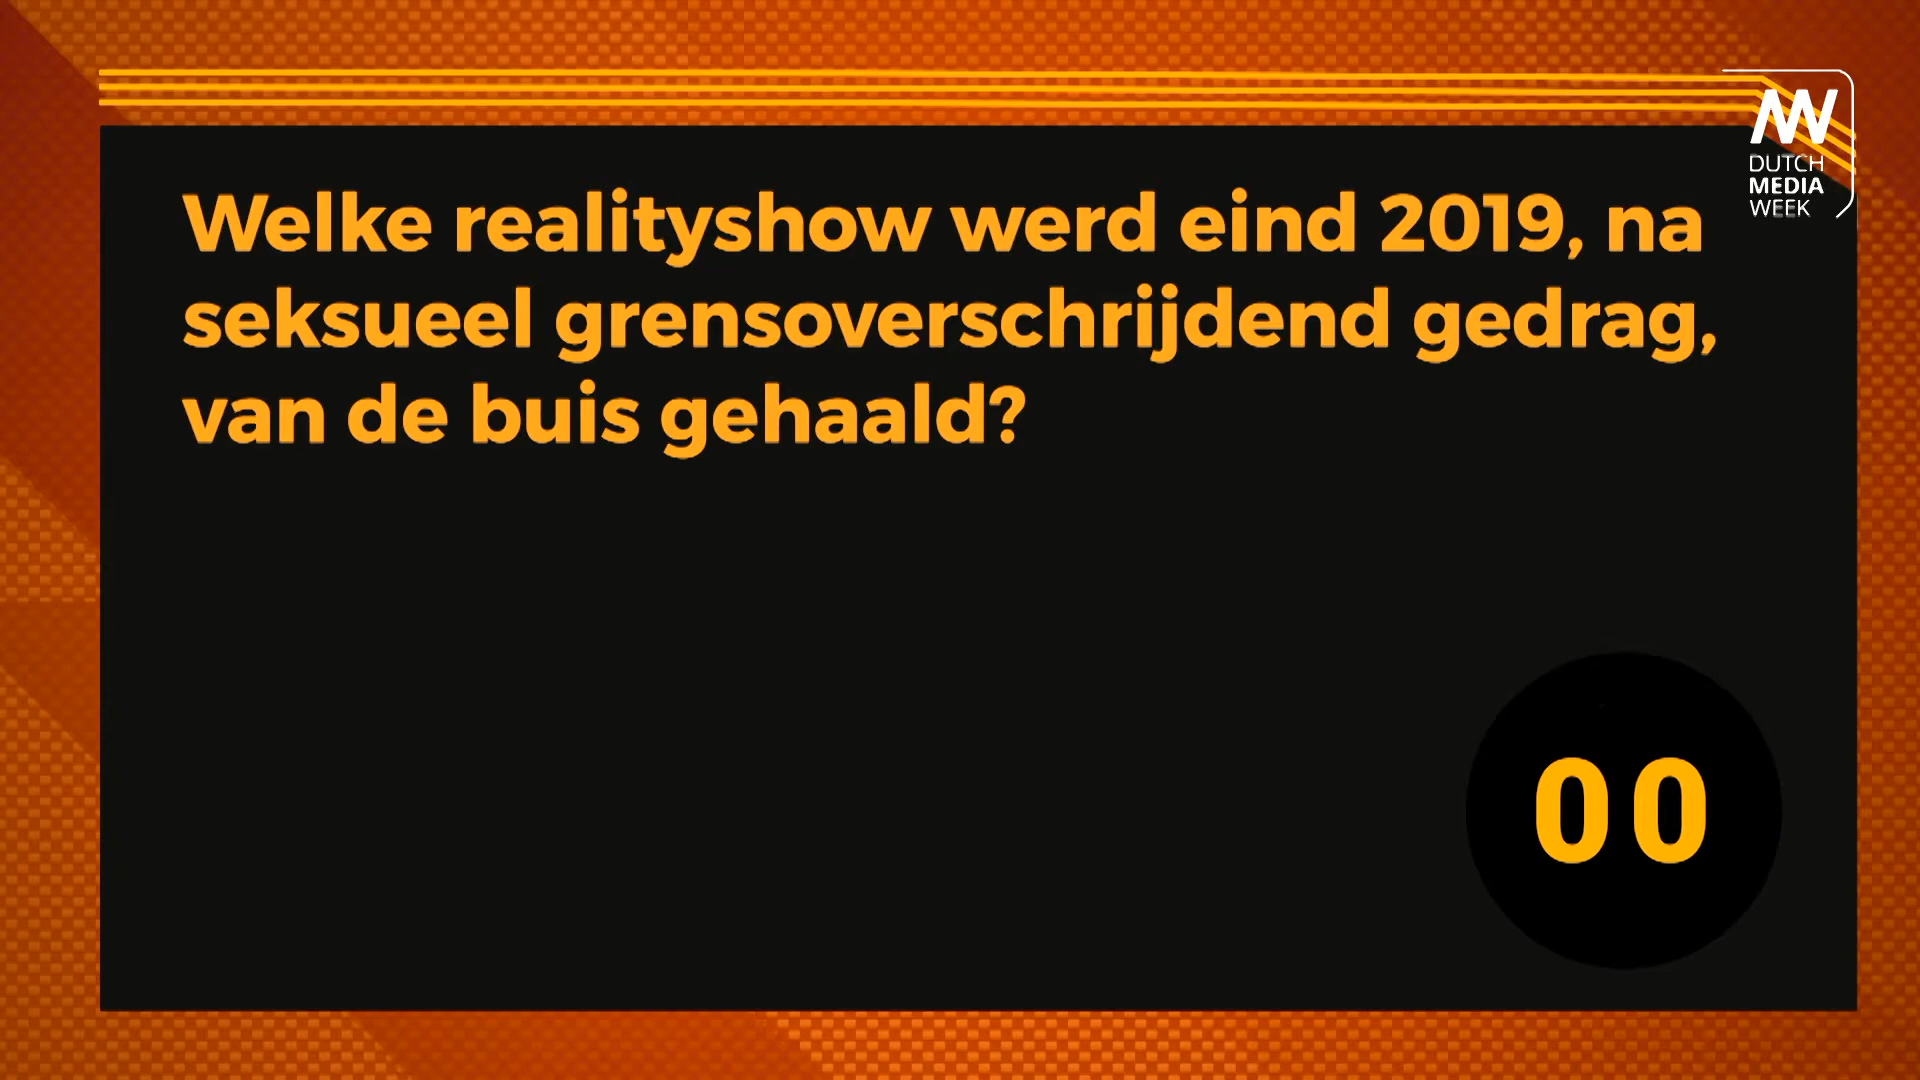 Welke realityshow werd eind 2019, na
seksueel grensoverschrijdend gedrag,
van de buis gehaald?
DUTCH
MEDIA
WEEK
00